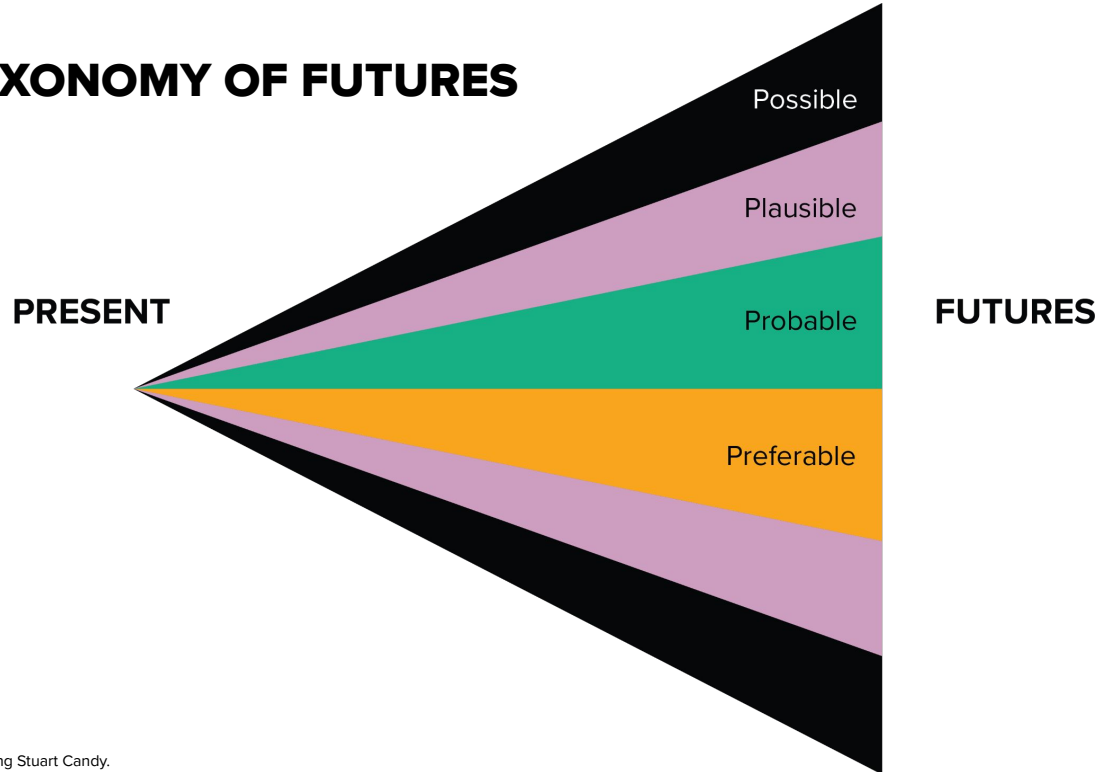 XONOMY OF FUTURES
Possible
Plausible
PRESENT
Probable
FUTURES
Preferable
ng Stuart Candy.